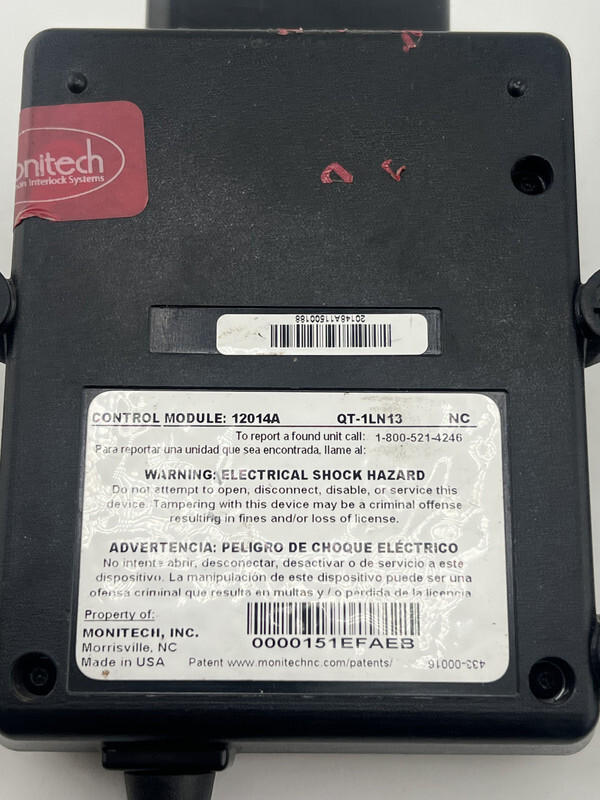 onitech
on Interlock Systems
20148A11500188
CONTROL MODULE: 12014A QT-1LN13 NC
To report a found unit call: 1-800-521-4246
Para reportar una unidad que sea encontrada, llame al:
WARNING: ELECTRICAL SHOCK HAZARD
Do not attempt to open, disconnect, disable, or service this
device. Tampering with this device may be a criminal offense
resulting in fines and/or loss of license.
ADVERTENCIA: PELIGRO DE CHOQUE ELÉCTRICO
No intente abrir, desconectar, desactivar o de servicio a este
dispositivo. La manipulación de este dispositivo puede ser una
ofensa criminal que resulta en multas y / o pérdida de la licencia
Property of:
MONITECH, INC.
Morrisville, NC
Made in USA
0000151EFAEB
Patent www.monitechnc.com/patents/
433-00016